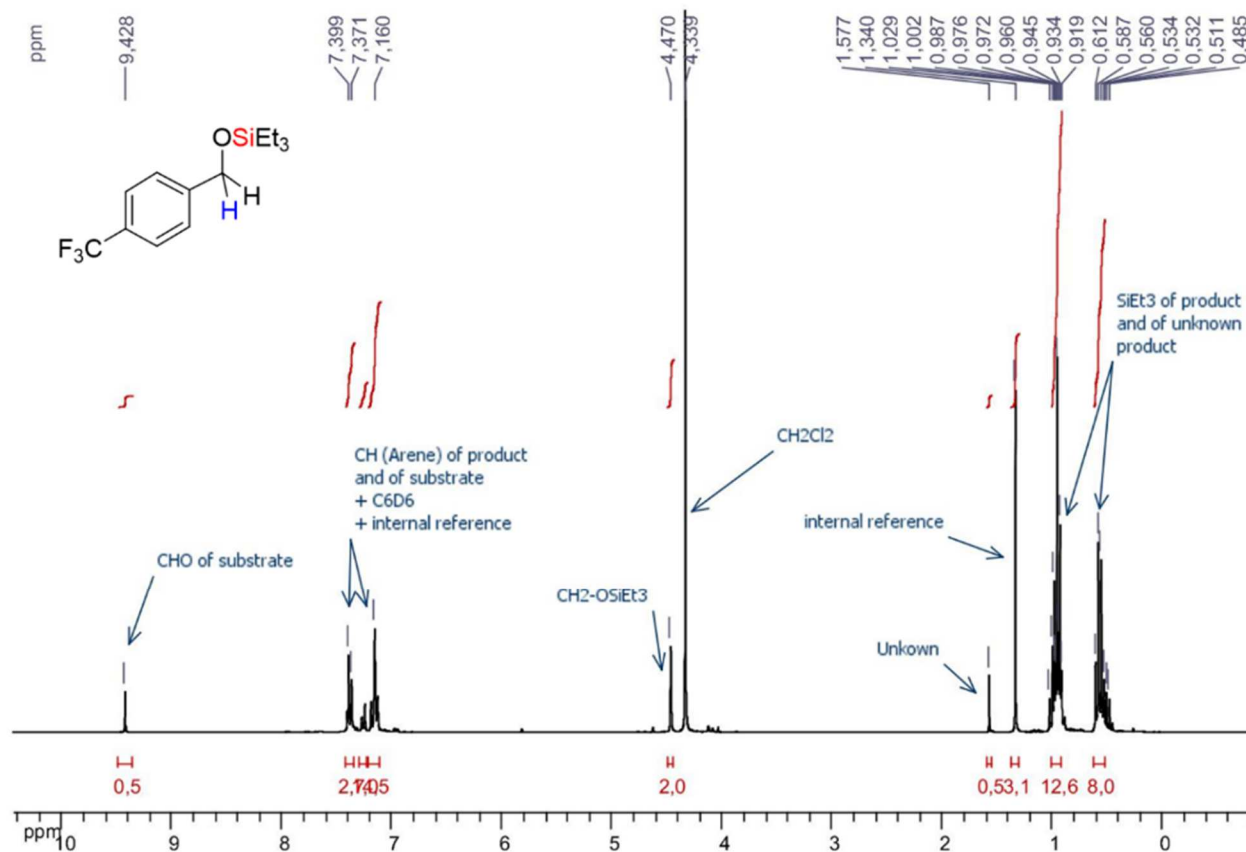 ppm
9,428
7,399
7,371
7,160
4,470
4,339
1,577
1,340
1,029
1,002
0,987
0,976
0,972
0,960
0,945
0,934
0,919
0,612
0,587
0,560
0,534
0,532
0,511
0,485
OSiEt3
H
H
F3C
SiEt3 of product
and of unknown
product
CH2Cl2
CH (Arene) of product
and of substrate
+ C6D6
+ internal reference
internal reference
CHO of substrate
CH2-OSiEt3
Unkown
0,5
2,0
0,5
3,1
12,6
8,0
ppm
10
9
8
7
6
5
4
3
2
1
0